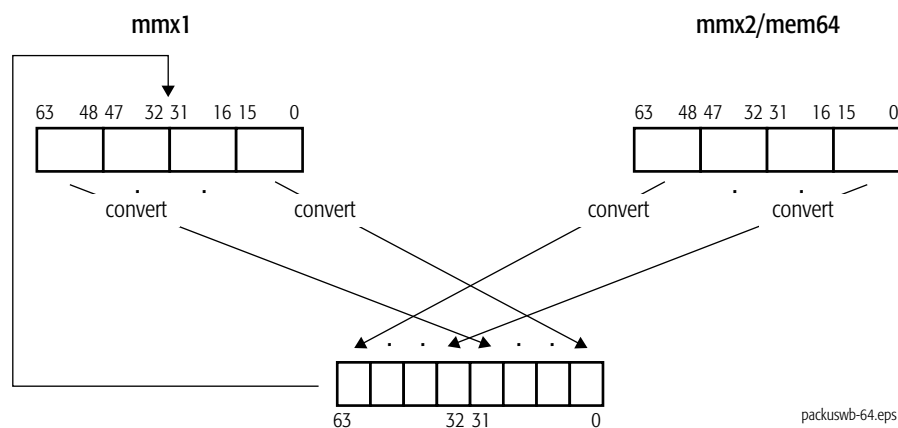 mmx1 mmx2/mem64
63 48 47 32 31 16 15 0 63 48 47 32 31 16 15 0
. . . .
convert convert convert convert
. . . .
63 32 31 0
packuswb-64.eps